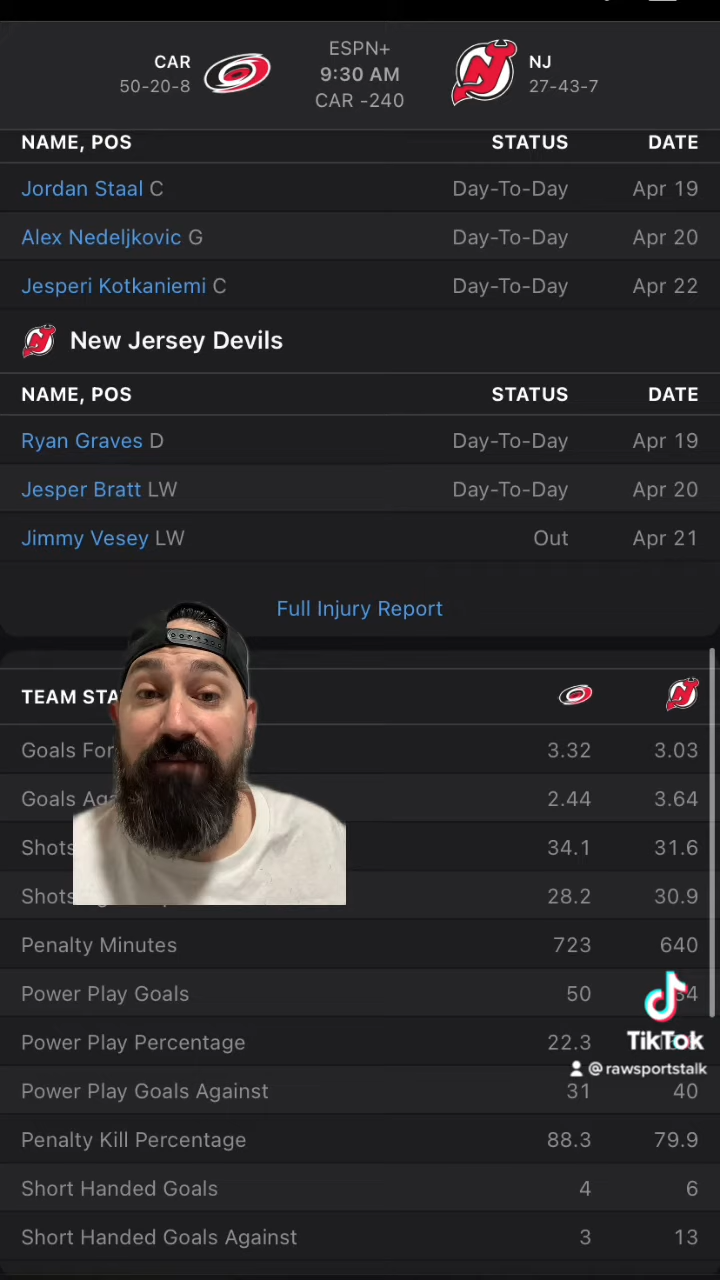 ESPN+
CAR
NJ
50-20-8
9:30 AM
27-43-7
CAR -240
NAME, POS STATUS DATE
Jordan Staal C Day-To-Day Apr 19
Alex Nedeljkovic G Day-To-Day Apr 20
Jesperi Kotkaniemi C Day-To-Day Apr 22
New Jersey Devils
NAME, POS STATUS DATE
Ryan Graves D Day-To-Day Apr 19
Jesper Bratt LW Day-To-Day Apr 20
Jimmy Vesey LW Out Apr 21
Full Injury Report
TEAM
Goals For 3.32 3.03
Goals 2.44 3.64
Shots 34.1 31.6
Shots 28.2 30.9
Penalty Minutes 723 640
Power Play Goals 50
Power Play Percentage 22.3
TikTok
@rawsportstalk
Power Play Goals Against 31 40
Penalty Kill Percentage 88.3 79.9
Short Handed Goals 4 6
Short Handed Goals Against 3 13